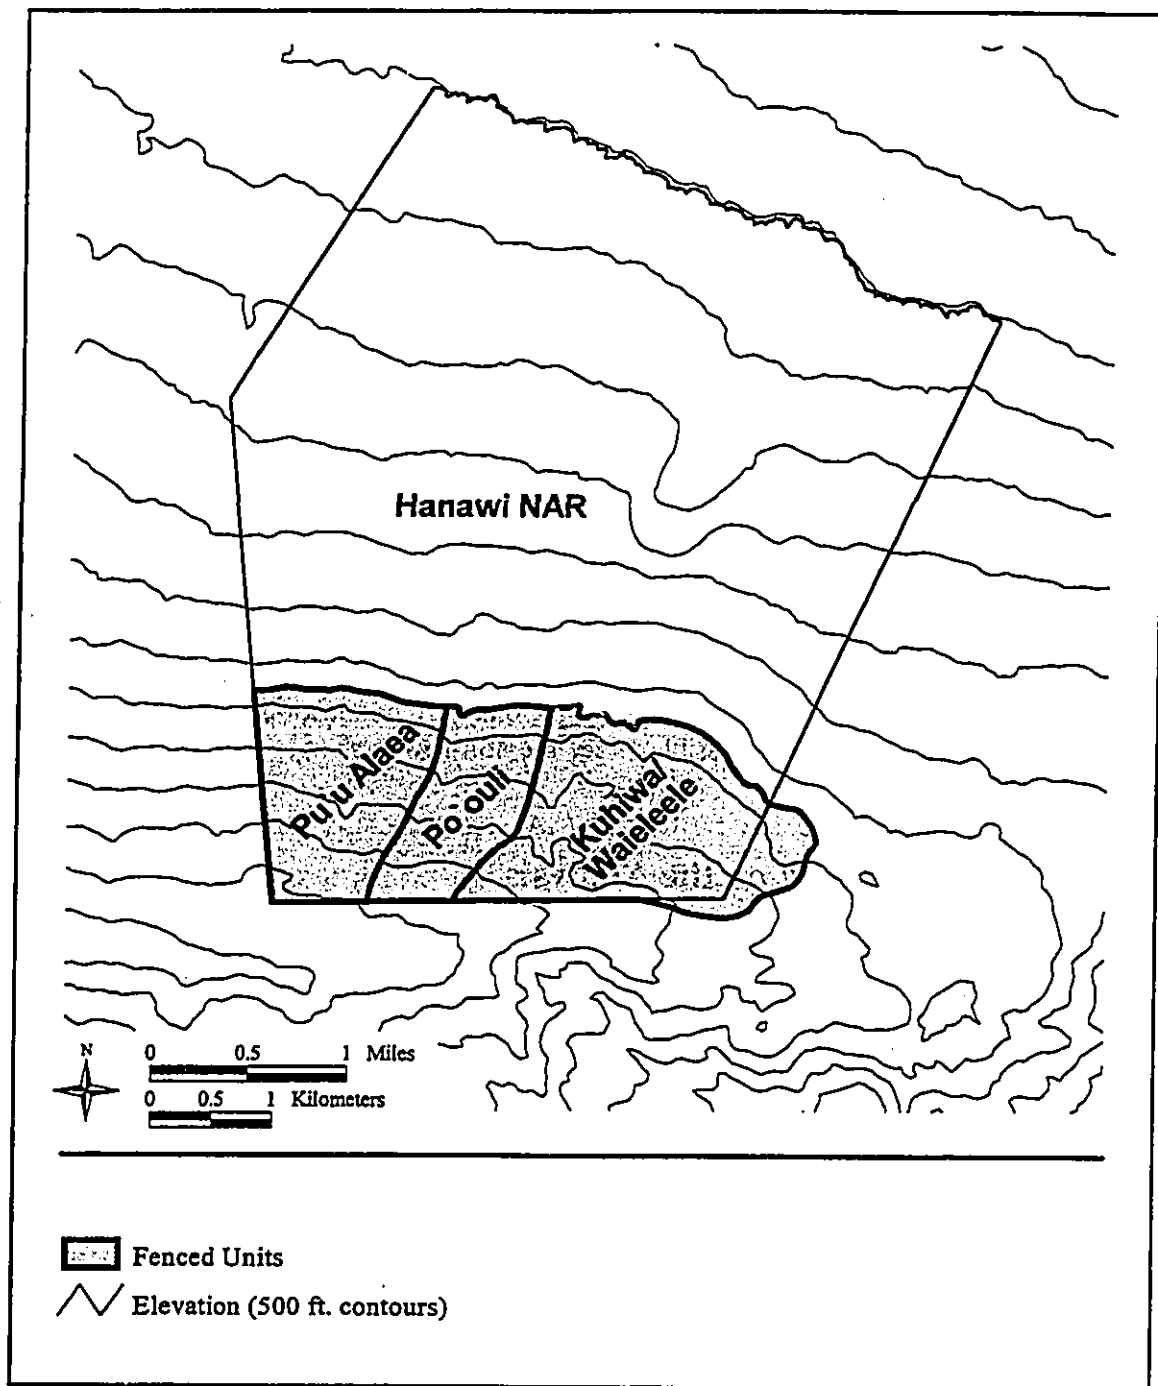 Hanawi NAR
Pu`u Alaea
Po`ouli
Kuhiwa/
Waieleele
N
0 0.5 1 Miles
0 0.5 1 Kilometers
Fenced Units
Elevation (500 ft. contours)